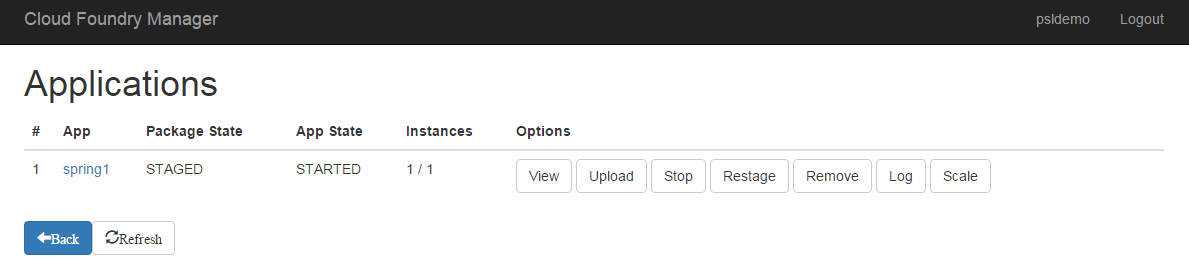 Cloud Foundry Manager psldemo Logout
Applications
# App Package State App State Instances Options
1 spring1 STAGED STARTED 1 / 1 View Upload Stop Restage Remove Log Scale
Back Refresh